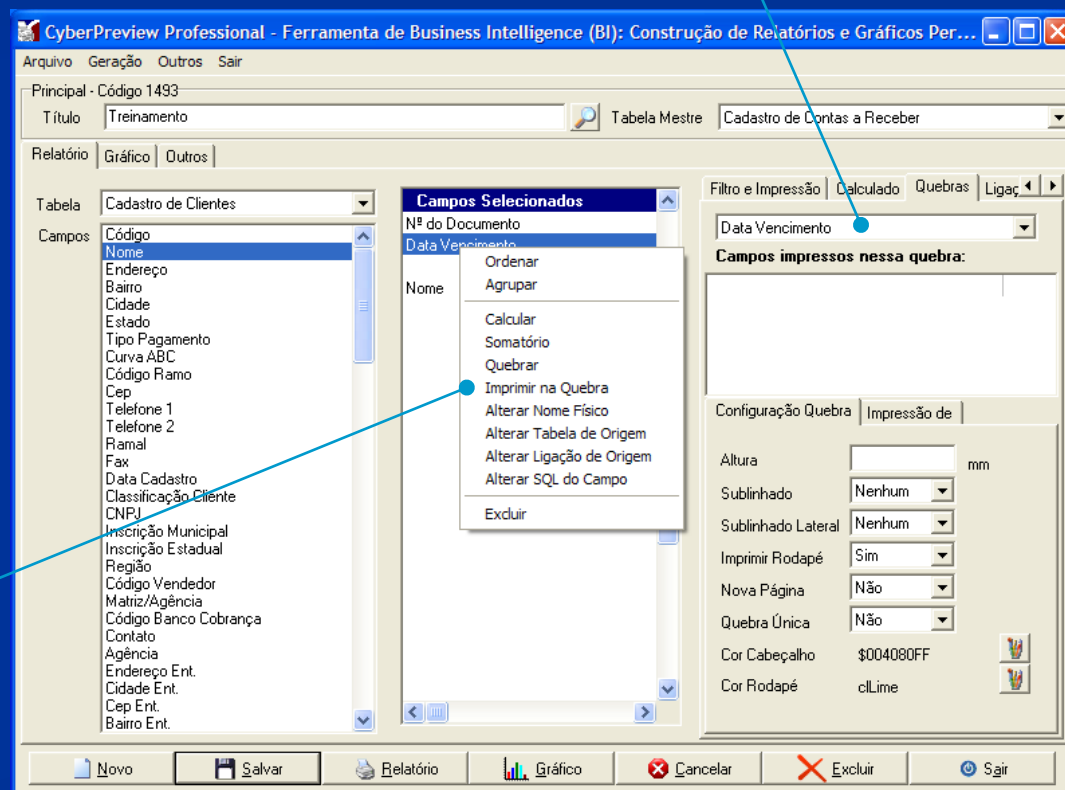 CyberPreview Professional - Ferramenta de Business Intelligence (BI): Construção de Relatórios e Gráficos Per...
Arquivo Geração Outros Sair
Principal - Código 1493
Título Treinamento Tabela Mestre Cadastro de Contas a Receber
Relatório Gráfico Outros
Tabela Cadastro de Clientes
Campos
Código
Nome
Endereço
Bairro
Cidade
Estado
Tipo Pagamento
Curva ABC
Código Ramo
Cep
Telefone 1
Telefone 2
Ramal
Fax
Data Cadastro
Classificação Cliente
CNPJ
Inscrição Municipal
Inscrição Estadual
Região
Código Vendedor
Matriz/Agência
Código Banco Cobrança
Contato
Agência
Endereço Ent.
Cidade Ent.
Cep Ent.
Bairro Ent.
Campos Selecionados
Nº do Documento
Data Vencimento
Nome
Ordenar
Agrupar
Calcular
Somatório
Quebrar
Imprimir na Quebra
Alterar Nome Físico
Alterar Tabela de Origem
Alterar Ligação de Origem
Alterar SQL do Campo
Excluir
Filtro e Impressão Calculado Quebras Ligaç
Data Vencimento
Campos impressos nessa quebra:
Configuração Quebra Impressão de
Altura mm
Sublinhado Nenhum
Sublinhado Lateral Nenhum
Imprimir Rodapé Sim
Nova Página Não
Quebra Única Não
Cor Cabeçalho $004080FF
Cor Rodapé clLime
Novo Salvar Relatório Gráfico Cancelar Excluir Sair